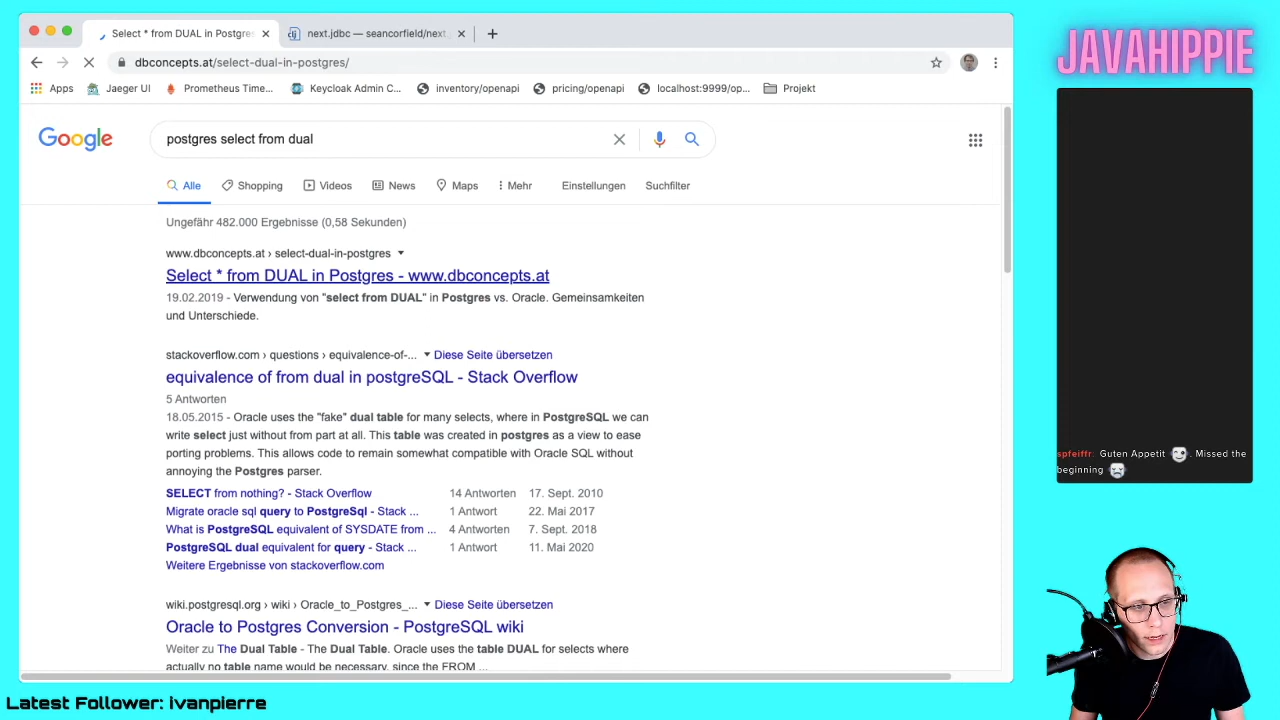 Select * from DUAL in Postgres
next.jdbc — seancorfield/next
dbconcepts.at/select-dual-in-postgres/
Apps Jaeger UI Prometheus Time... Keycloak Admin C... inventory/openapi pricing/openapi localhost:9999/op... Projekt
Google
postgres select from dual
Alle Shopping Videos News Maps Mehr Einstellungen Suchfilter
Ungefähr 482.000 Ergebnisse (0,58 Sekunden)
www.dbconcepts.at › select-dual-in-postgres
Select * from DUAL in Postgres - www.dbconcepts.at
19.02.2019 - Verwendung von "select from DUAL" in Postgres vs. Oracle. Gemeinsamkeiten
und Unterschiede.
stackoverflow.com › questions › equivalence-of-... Diese Seite übersetzen
equivalence of from dual in postgreSQL - Stack Overflow
5 Antworten
18.05.2015 - Oracle uses the "fake" dual table for many selects, where in PostgreSQL we can
write select just without from part at all. This table was created in postgres as a view to ease
porting problems. This allows code to remain somewhat compatible with Oracle SQL without
annoying the Postgres parser.
SELECT from nothing? - Stack Overflow 14 Antworten 17. Sept. 2010
Migrate oracle sql query to PostgreSql - Stack ... 1 Antwort 22. Mai 2017
What is PostgreSQL equivalent of SYSDATE from ... 4 Antworten 7. Sept. 2018
PostgreSQL dual equivalent for query - Stack ... 1 Antwort 11. Mai 2020
Weitere Ergebnisse von stackoverflow.com
wiki.postgresql.org › wiki › Oracle_to_Postgres_... Diese Seite übersetzen
Oracle to Postgres Conversion - PostgreSQL wiki
Weiter zu The Dual Table - The Dual Table. Oracle uses the table DUAL for selects where
actually no table name would be necessary, since the FROM ...
JAVAHIPPIE
spfeiffr: Guten Appetit . Missed the
beginning
Latest Follower: ivanpierre